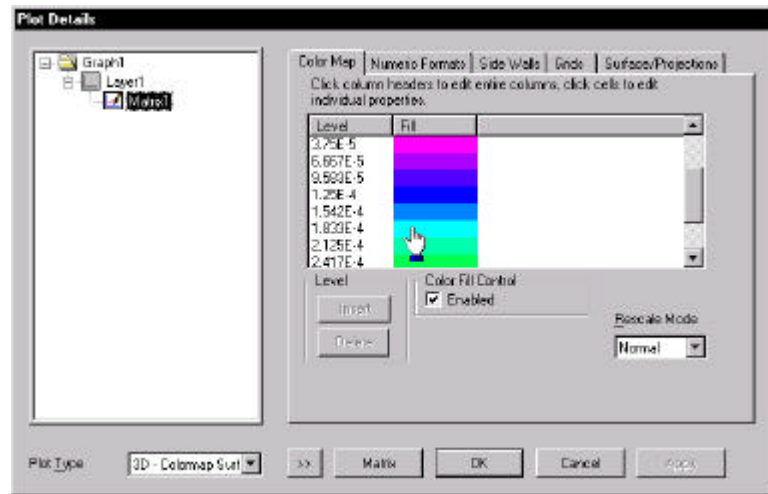 Plot Details
Graph1
Layer1
Matrix1
Color Map Numeric Formats Side Walls Grids Surface/Projections
Click column headers to edit entire columns, click cells to edit
individual properties.
Level Fill
3.75E-5
6.667E-5
9.583E-5
1.25E-4
1.542E-4
1.833E-4
2.125E-4
2.417E-4
Level
Color Fill Control
Insert
Enabled
Delete
Rescale Mode
Normal
Plot Type
3D - Colormap Surf
>> Matrix OK Cancel Apply